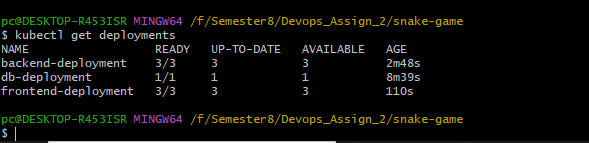 pc@DESKTOP-R453ISR MINGW64 /f/Semester8/Devops_Assign_2/snake-game
$ kubectl get deployments
NAME                  READY   UP-TO-DATE   AVAILABLE   AGE
backend-deployment    3/3     3            3           2m48s
db-deployment         1/1     1            1           8m39s
frontend-deployment   3/3     3            3           110s
pc@DESKTOP-R453ISR MINGW64 /f/Semester8/Devops_Assign_2/snake-game
$